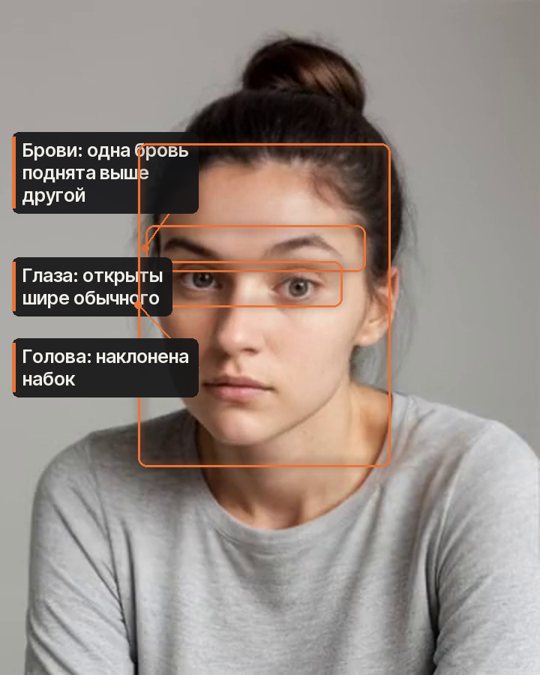 Брови: одна бровь
поднята выше
другой
Глаза: открыты
шире обычного
Голова: наклонена
набок